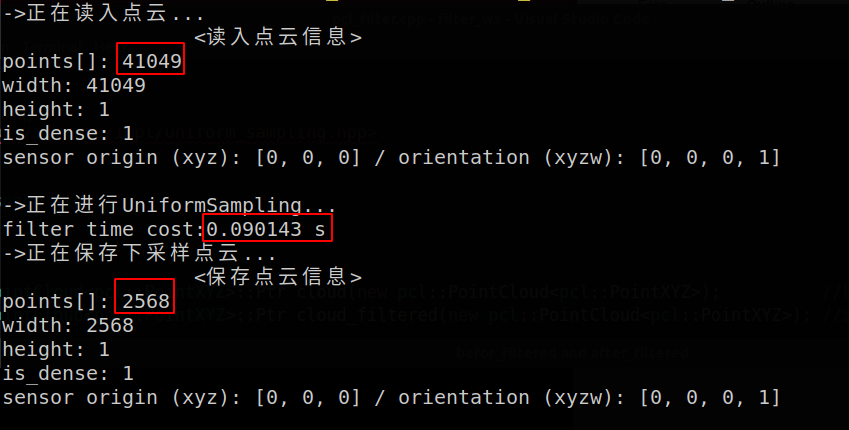 ->正在读入点云...
<读入点云信息>
points[]: 41049
width: 41049
height: 1
is_dense: 1
sensor origin (xyz): [0, 0, 0] / orientation (xyzw): [0, 0, 0, 1]
->正在进行UniformSampling...
filter time cost:0.090143 s
->正在保存下采样点云...
<保存点云信息>
points[]: 2568
width: 2568
height: 1
is_dense: 1
sensor origin (xyz): [0, 0, 0] / orientation (xyzw): [0, 0, 0, 1]